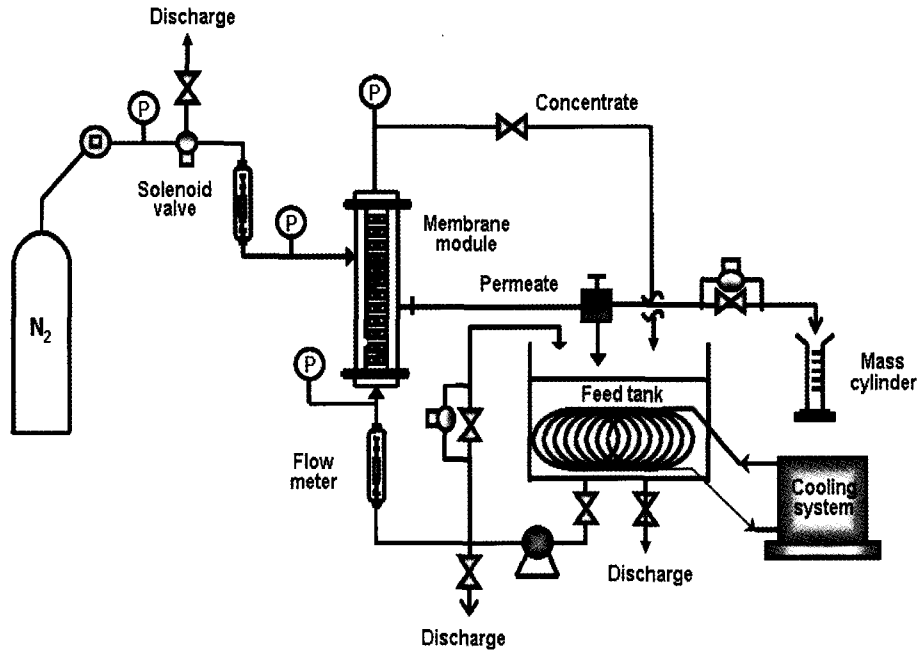 Discharge
P
Solenoid
valve
P
N2
P
Concentrate
Membrane
module
Permeate
Mass
cylinder
P
Flow
meter
Feed tank
Cooling
system
Discharge
Discharge